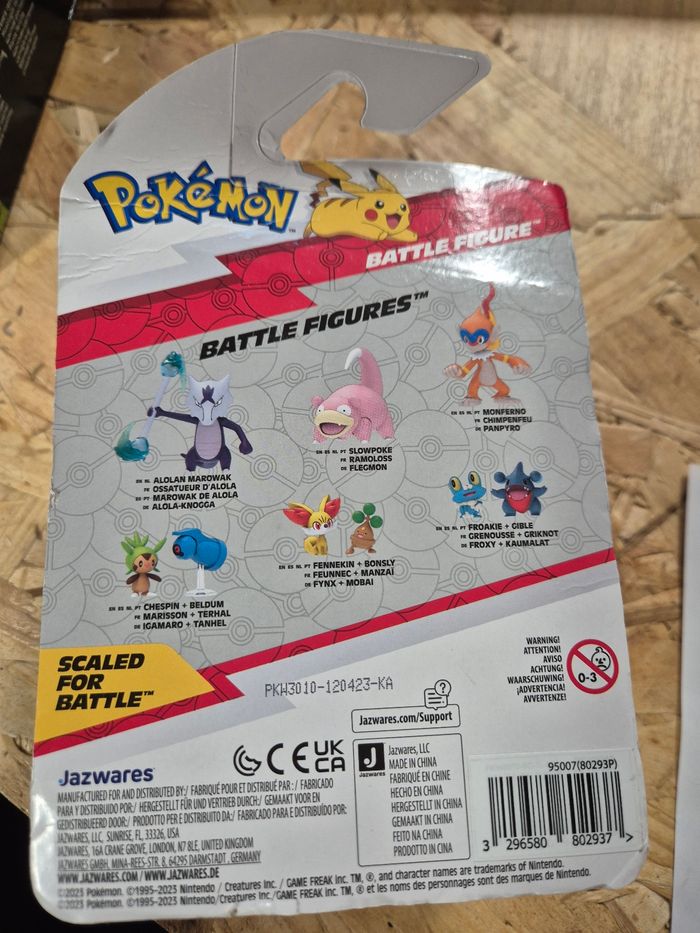 POKÉMON™
BATTLE FIGURE™
BATTLE FIGURES™
EN ES NL PT MONFERNO
FR CHIMPENFEU
DE PANPYRO
EN NL ALOLAN MAROWAK
FR OSSATUEUR D'ALOLA
ES PT MAROWAK DE ALOLA
DE ALOLA-KNOGGA
EN ES NL PT SLOWPOKE
FR RAMOLOSS
DE FLEGMON
EN ES NL PT FROAKIE + GIBLE
FR GRENOUSSE + GRIKNOT
DE FROXY + KAUMALAT
EN ES NL PT FENNEKIN + BONSLY
FR FEUNNEC + MANZAÏ
DE FYNX + MOBAI
EN ES NL PT CHESPIN + BELDUM
FR MARISSON + TERHAL
DE IGAMARO + TANHEL
SCALED
FOR
BATTLE™
PKW3010-120423-KA
WARNING!
ATTENTION!
AVISO
ACHTUNG!
WAARSCHUWING!
¡ADVERTENCIA!
AVVERTENZE!
0-3
?
Jazwares.com/Support
Jazwares®
CE UK
CA
J
Jazwares
Jazwares, LLC
MADE IN CHINA
FABRIQUÉ EN CHINE
HECHO EN CHINA
HERGESTELLT IN CHINA
GEMAAKT IN CHINA
FEITO NA CHINA
PRODOTTO IN CINA
95007(80293P)
3 296580 802937 >
MANUFACTURED FOR AND DISTRIBUTED BY:/ FABRIQUÉ POUR ET DISTRIBUÉ PAR :/ FABRICADO
PARA Y DISTRIBUIDO POR:/ HERGESTELLT FÜR UND VERTRIEB DURCH:/ GEMAAKT VOOR EN
GEDISTRIBUEERD DOOR:/ PRODOTTO PER E DISTRIBUITO DA:/ FABRICADO PARA E DISTRIBUÍDO POR:
JAZWARES, LLC, SUNRISE, FL, 33326, USA
JAZWARES, 16A CRANE GROVE, LONDON, N7 8LE, UNITED KINGDOM
JAZWARES GMBH, MINA-REES-STR. 8, 64295 DARMSTADT, GERMANY
WWW.JAZWARES.COM / WWW.JAZWARES.DE
©2023 Pokémon. ©1995-2023 Nintendo / Creatures Inc. / GAME FREAK inc. TM, ®, and character names are trademarks of Nintendo.
©2023 Pokémon. ©1995-2023 Nintendo / Creatures Inc. / GAME FREAK inc. TM, ® et les noms des personnages sont des marques de Nintendo.